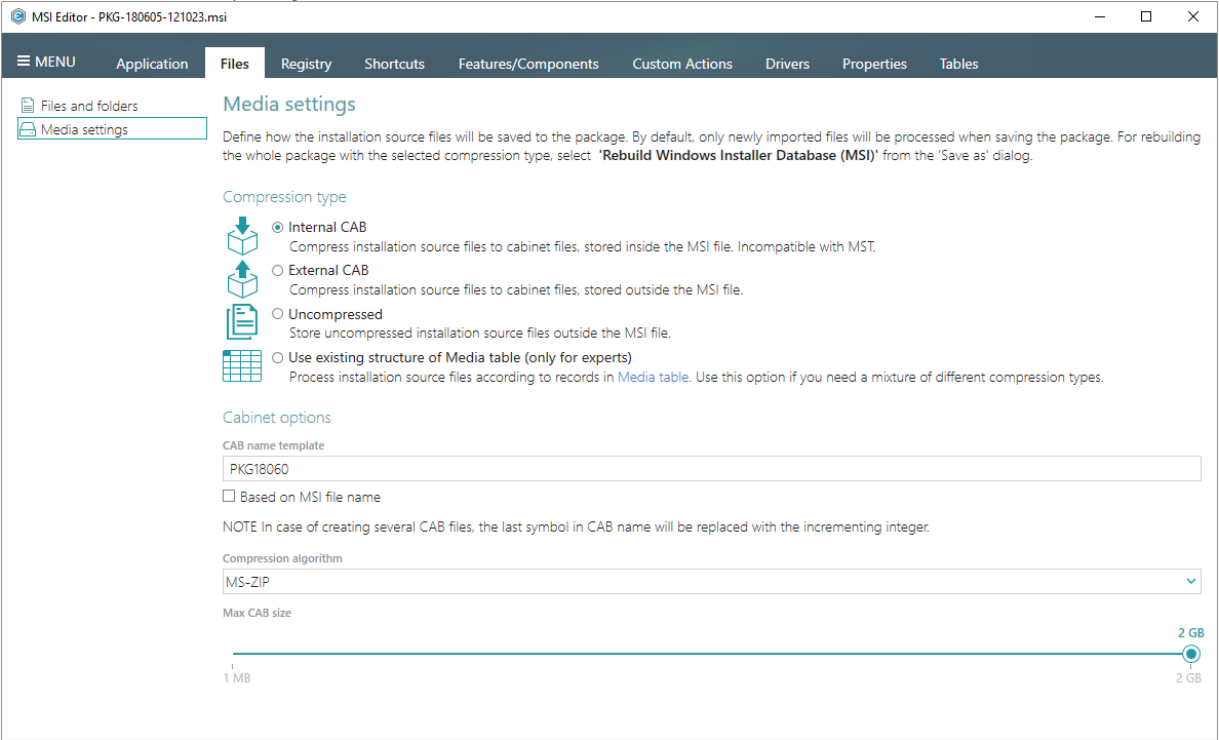 MSI Editor - PKG-180605-121023.msi
MENU Application Files Registry Shortcuts Features/Components Custom Actions Drivers Properties Tables
Files and folders
Media settings
Media settings
Define how the installation source files will be saved to the package. By default, only newly imported files will be processed when saving the package. For rebuilding
the whole package with the selected compression type, select 'Rebuild Windows Installer Database (MSI)' from the 'Save as' dialog.
Compression type
Internal CAB
Compress installation source files to cabinet files, stored inside the MSI file. Incompatible with MST.
External CAB
Compress installation source files to cabinet files, stored outside the MSI file.
Uncompressed
Store uncompressed installation source files outside the MSI file.
Use existing structure of Media table (only for experts)
Process installation source files according to records in Media table. Use this option if you need a mixture of different compression types.
Cabinet options
CAB name template
PKG18060
Based on MSI file name
NOTE In case of creating several CAB files, the last symbol in CAB name will be replaced with the incrementing integer.
Compression algorithm
MS-ZIP
Max CAB size
2 GB
1 MB
2 GB